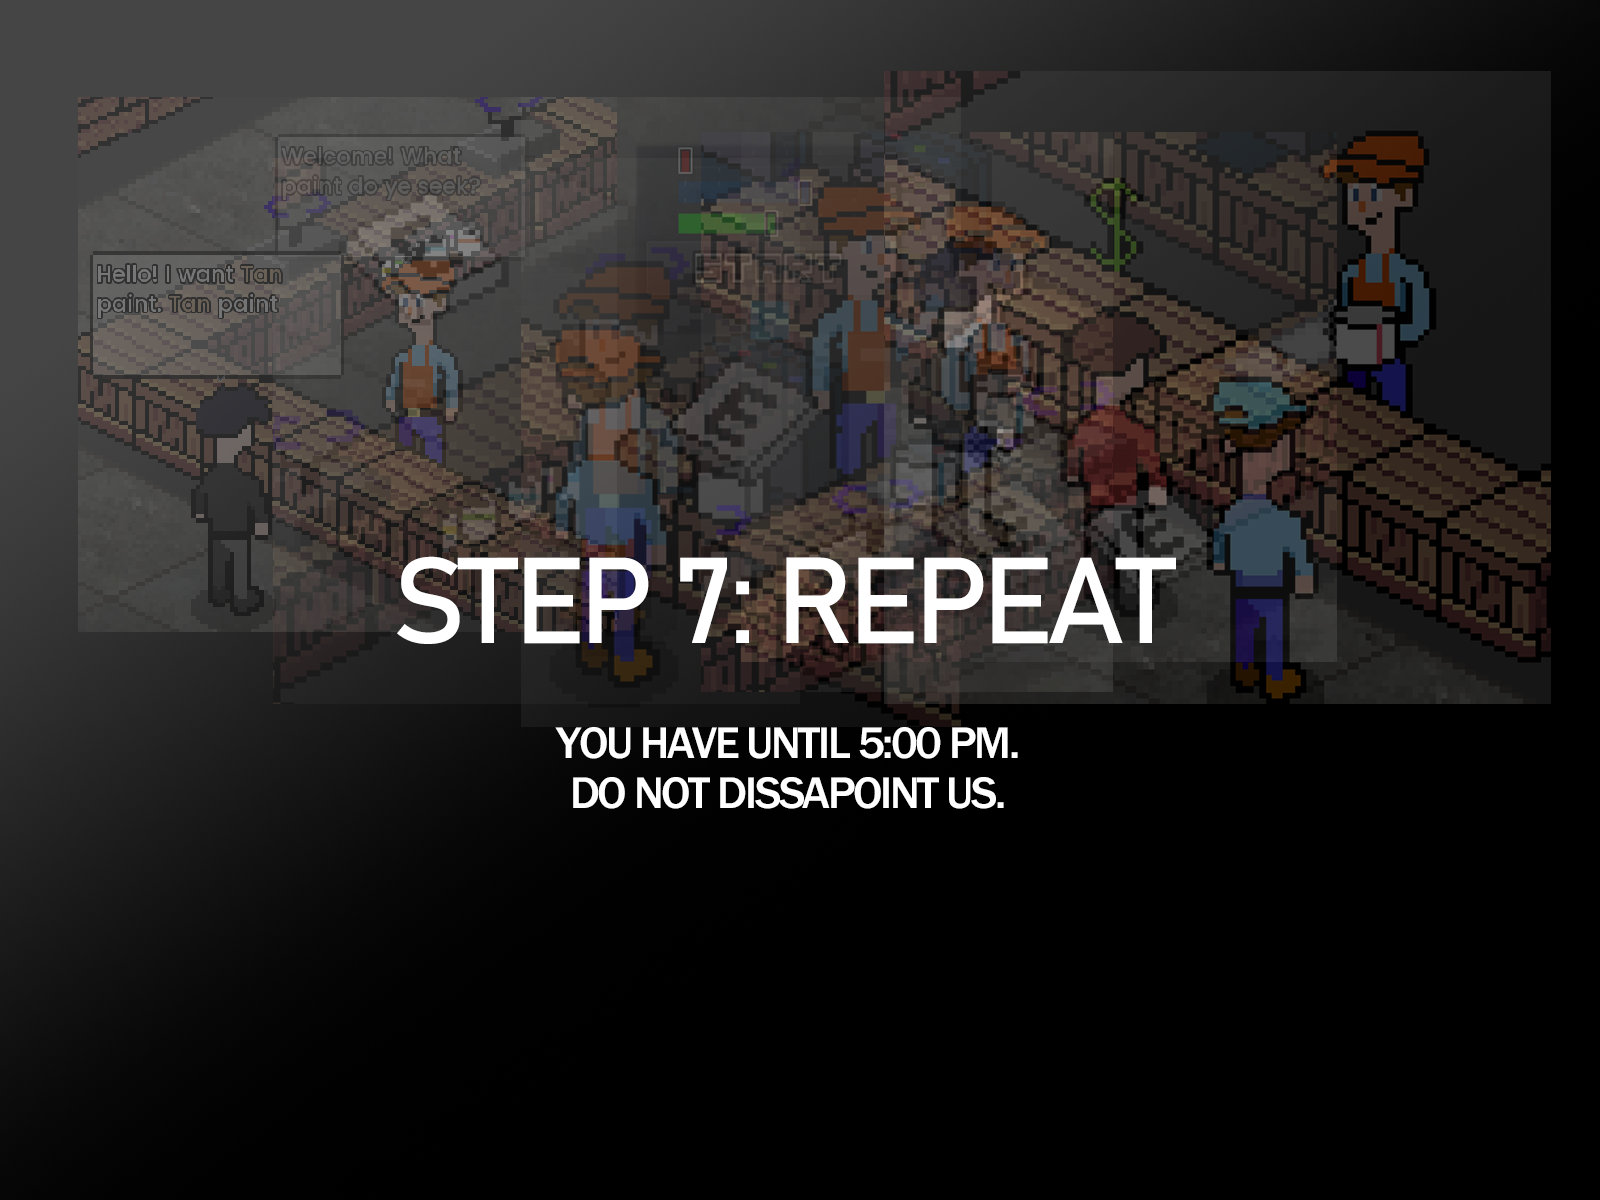 Welcome! What
paint do ye seek?
Hello! I want Tan
paint. Tan paint
$
E
E
STEP 7: REPEAT
YOU HAVE UNTIL 5:00 PM.
DO NOT DISSAPOINT US.